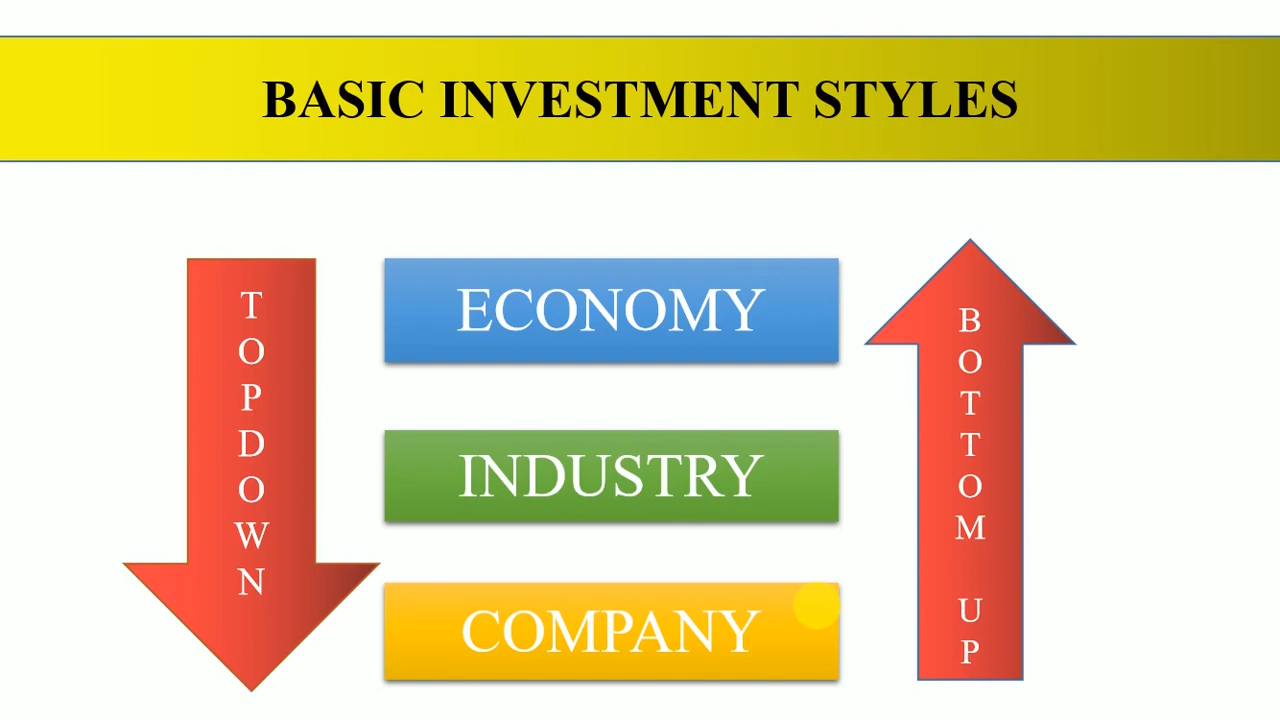 BASIC INVESTMENT STYLES
TOPDOWN
ECONOMY
INDUSTRY
COMPANY
BOTTOM UP